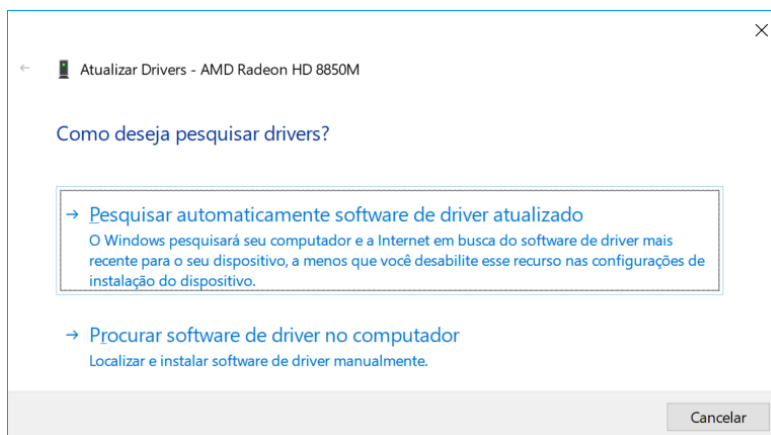 Atualizar Drivers - AMD Radeon HD 8850M
Como deseja pesquisar drivers?
Pesquisar automaticamente software de driver atualizado
O Windows pesquisará seu computador e a Internet em busca do software de driver mais
recente para o seu dispositivo, a menos que você desabilite esse recurso nas configurações de
instalação do dispositivo.
Procurar software de driver no computador
Localizar e instalar software de driver manualmente.
Cancelar